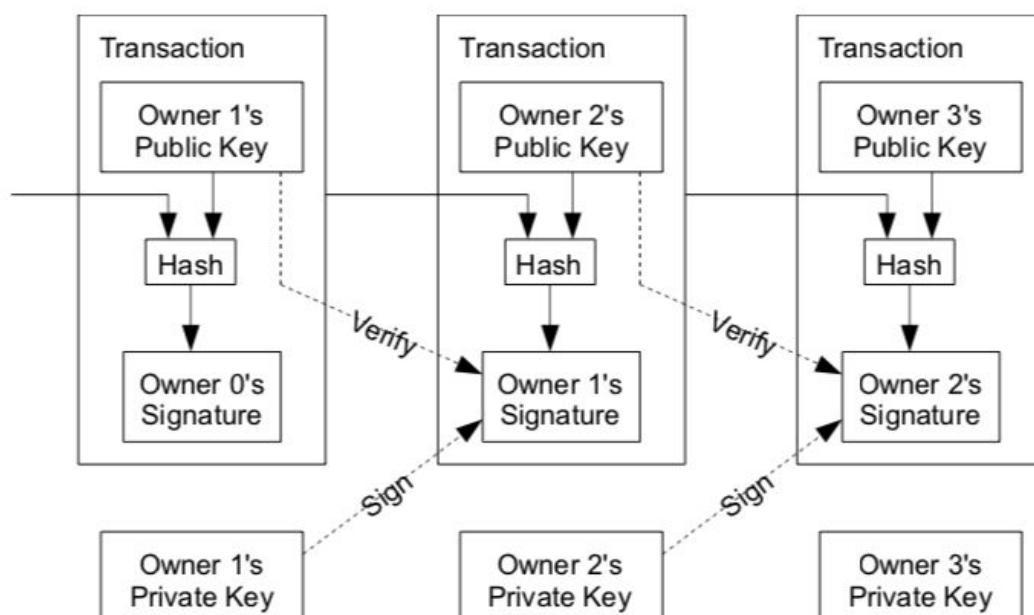 Transaction
Owner 1's
Public Key
Hash
Owner 0's
Signature
Transaction
Owner 2's
Public Key
Hash
Verify
Owner 1's
Signature
Sign
Transaction
Owner 3's
Public Key
Hash
Verify
Owner 2's
Signature
Sign
Owner 1's
Private Key
Owner 2's
Private Key
Owner 3's
Private Key